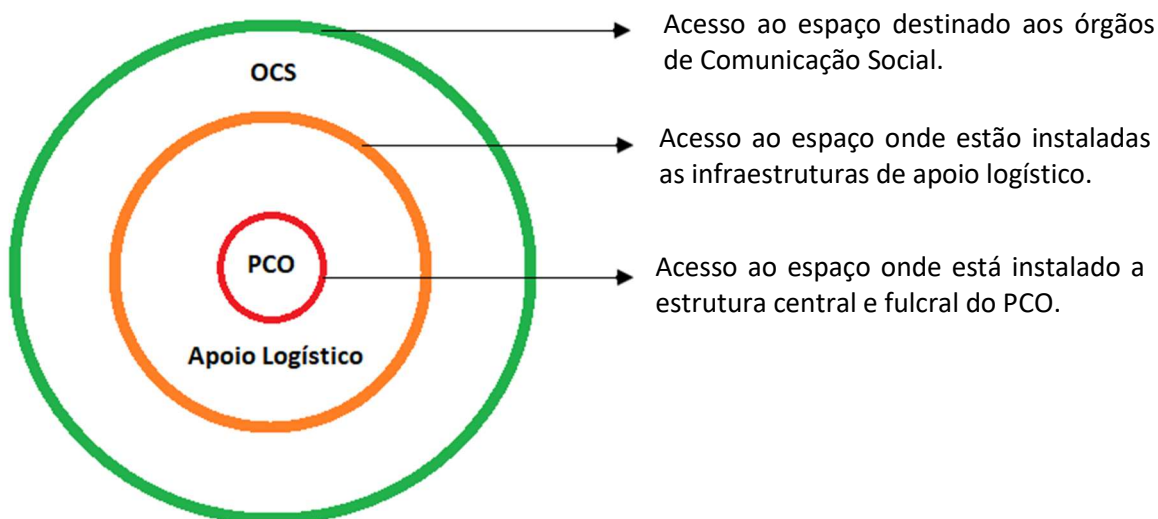 Acesso ao espaço destinado aos órgãos
de Comunicação Social.
OCS
Acesso ao espaço onde estão instaladas
as infraestruturas de apoio logístico.
PCO
Acesso ao espaço onde está instalado a
estrutura central e fulcral do PCO.
Apoio Logístico